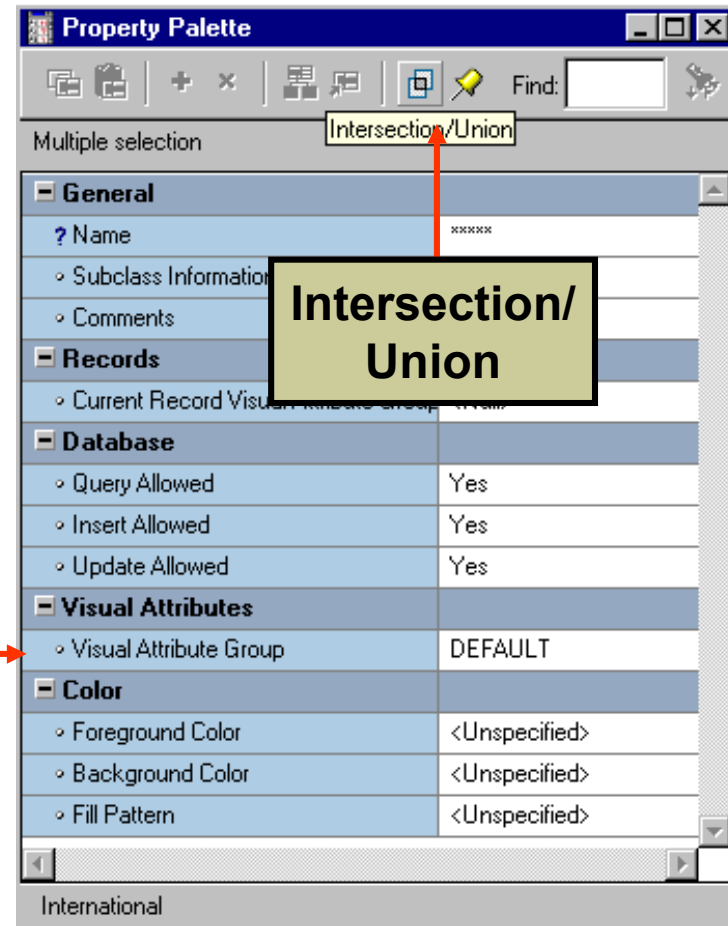 Property Palette
Find:
Intersection/Union
Multiple selection
General
? Name *****
Subclass Information
Comments
Intersection/
Union
Records
Current Record
Database
Query Allowed Yes
Insert Allowed Yes
Update Allowed Yes
Visual Attributes
Visual Attribute Group DEFAULT
Color
Foreground Color <Unspecified>
Background Color <Unspecified>
Fill Pattern <Unspecified>
International